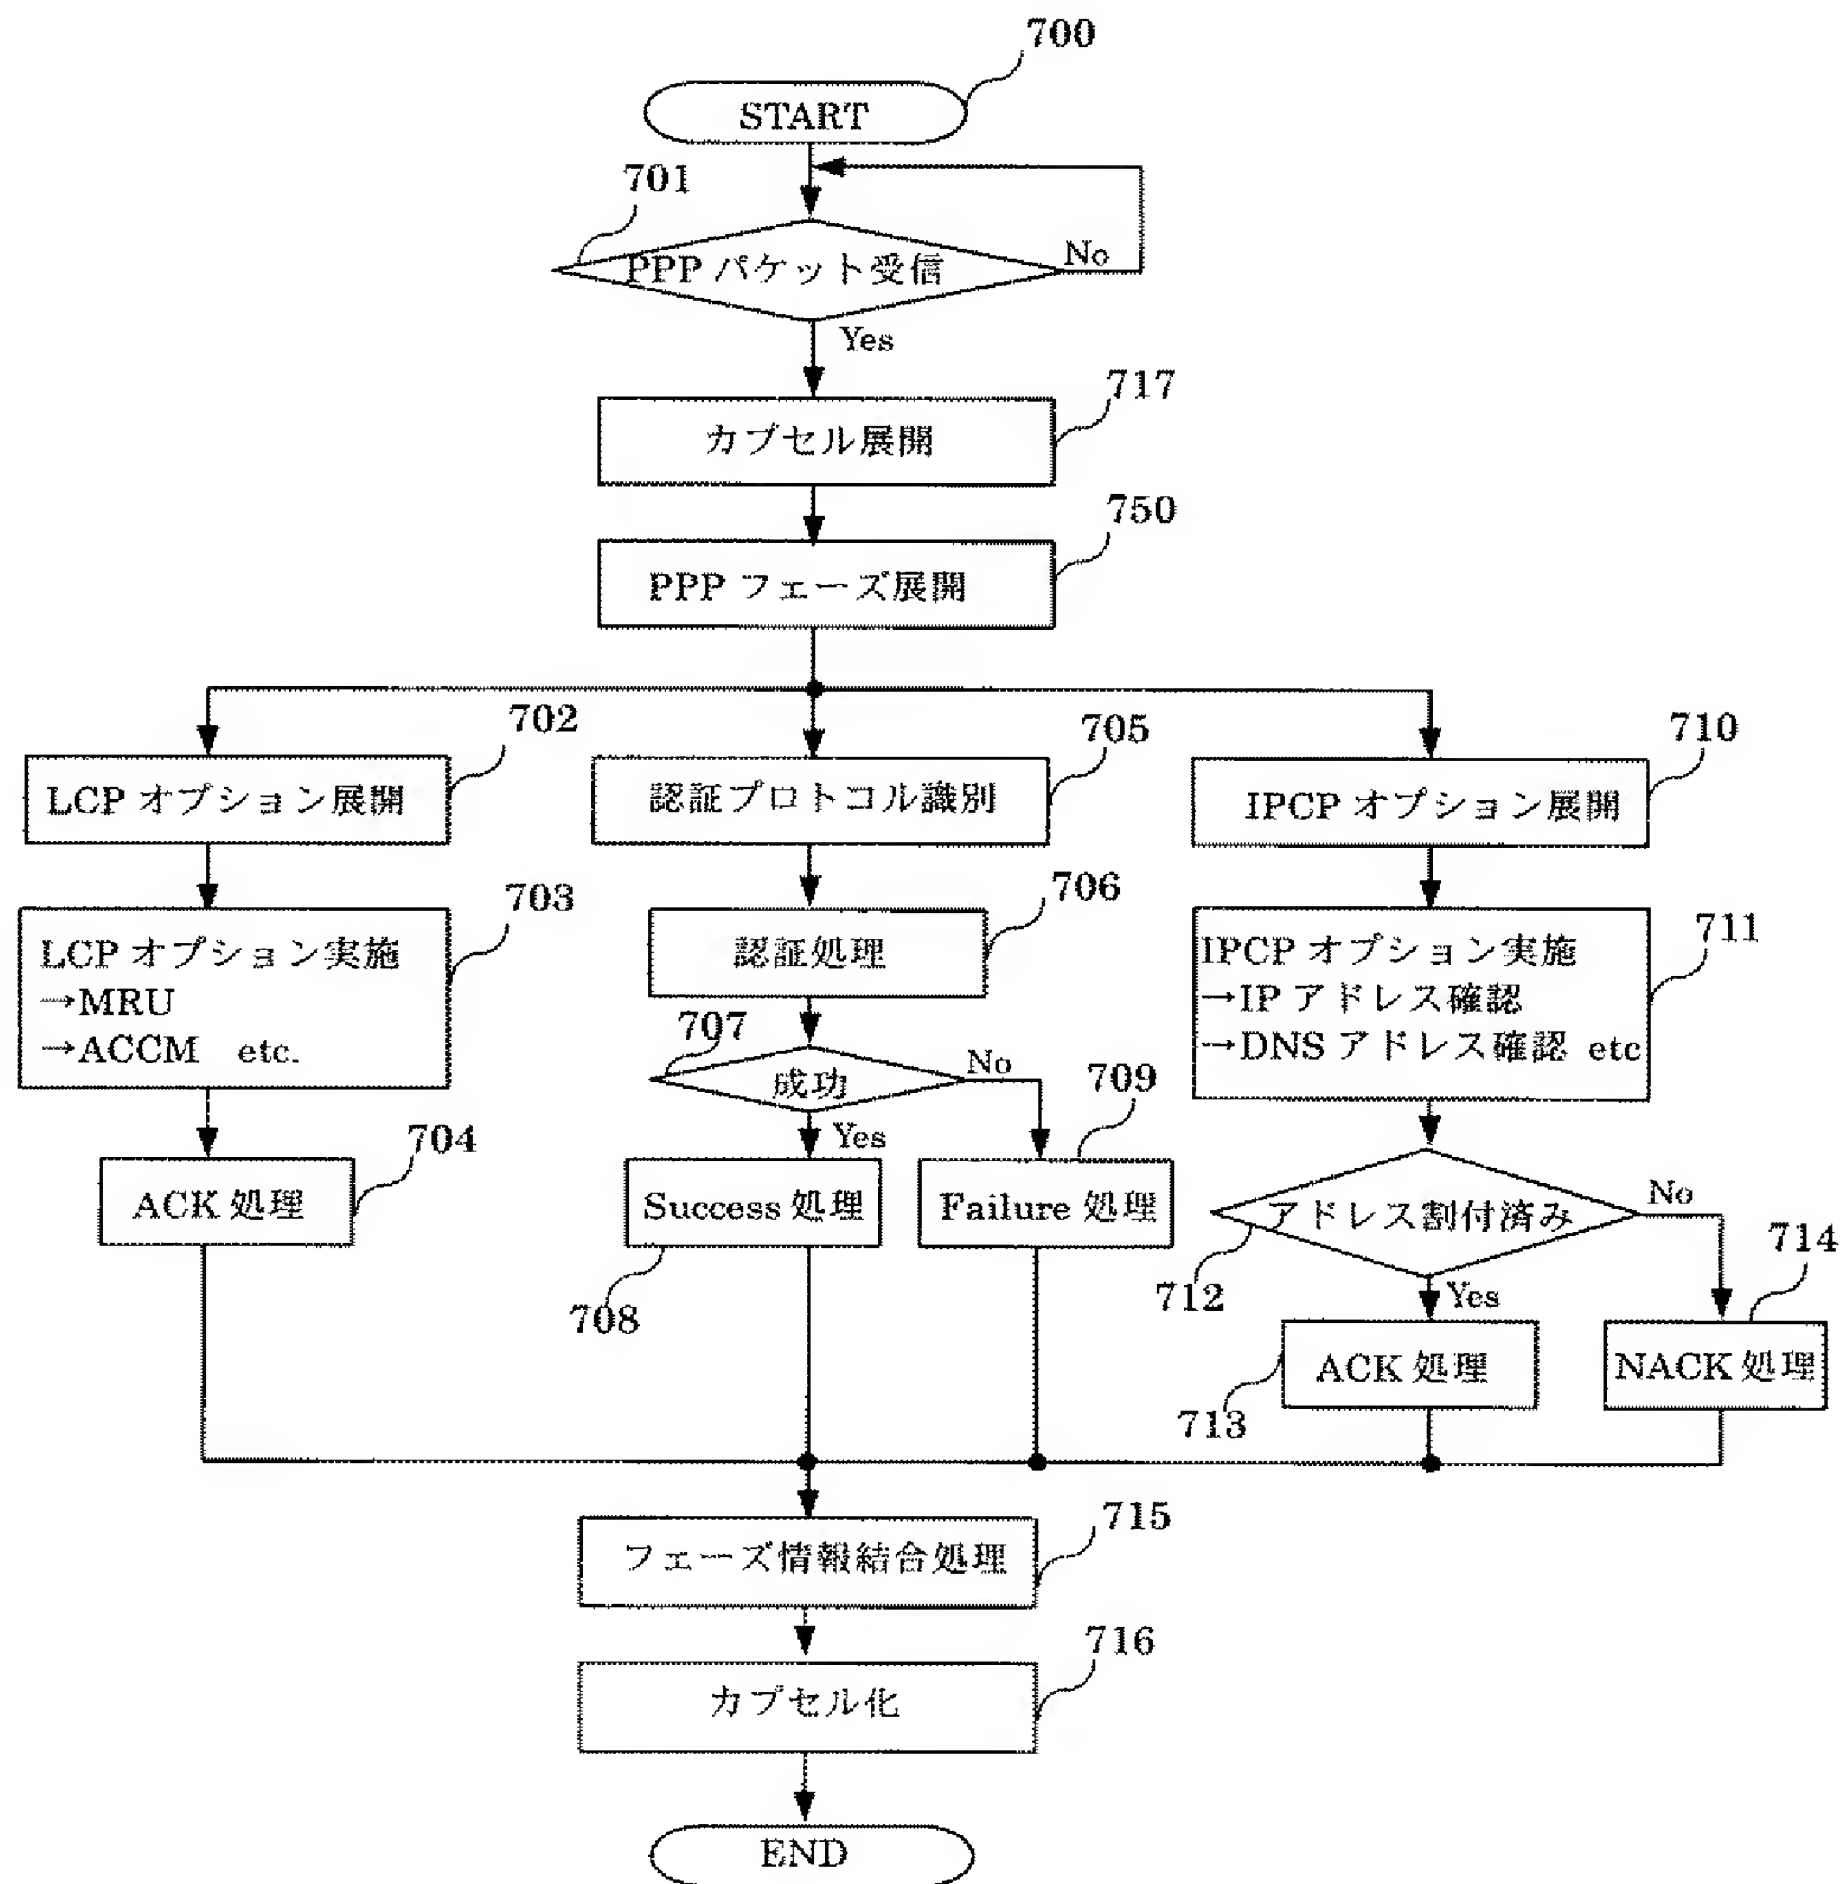 700
START
701
PPP パケット受信
No
Yes
717
カプセル展開
750
PPP フェーズ展開
702
LCP オプション展開
705
認証プロトコル識別
710
IPCP オプション展開
703
LCP オプション実施
→MRU
→ACCM etc.
706
認証処理
711
IPCP オプション実施
→IP アドレス確認
→DNS アドレス確認 etc
707
成功
No
Yes
709
704
ACK 処理
Success 処理
708
Failure 処理
アドレス割付済み
No
712
Yes
714
ACK 処理
713
NACK 処理
715
フェーズ情報結合処理
716
カプセル化
END